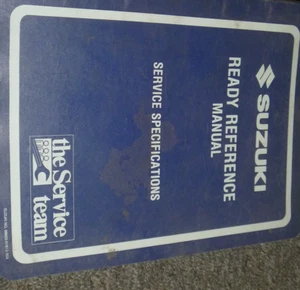 SUZUKI
READY REFERENCE
MANUAL
SERVICE SPECIFICATIONS
the Service
team